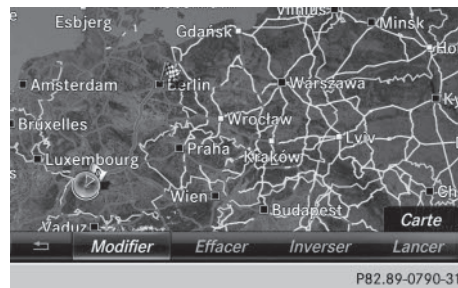 Vilnius
Minsk
Esbjerg
Gdańsk
Amsterdam
Berlin
Warszawa
Bruxelles
Wrocław
Luxembourg
Praha
Kraków
Lviv
Wien
Budapest
Vaduz
Carte
Modifier Effacer Inverser Lancer
P82.89-0790-31